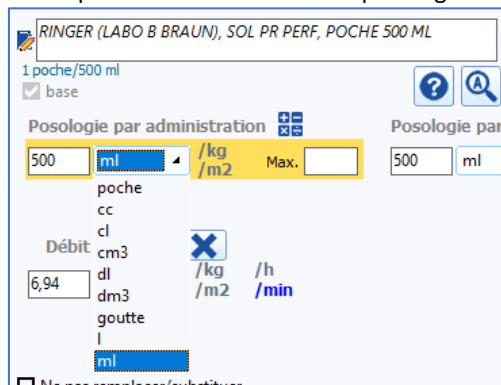 RINGER (LABO B BRAUN), SOL PR PERF, POCHE 500 ML
1 poche/500 ml
base
Posologie par administration
Posologie par
500 ml /kg /m2 Max.
500 ml
poche
cc
cl
cm3
dl
dm3
goutte
l
ml
Débit
6,94 /kg /m2 /h /min
Ne pas remplacer/substituer